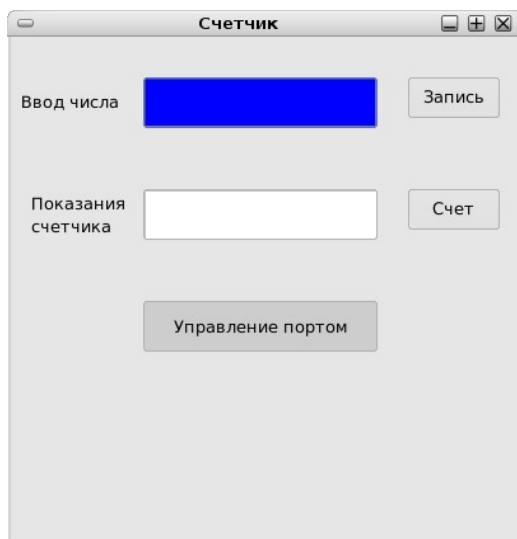 Счетчик
Ввод числа
Запись
Показания
счетчика
Счет
Управление портом